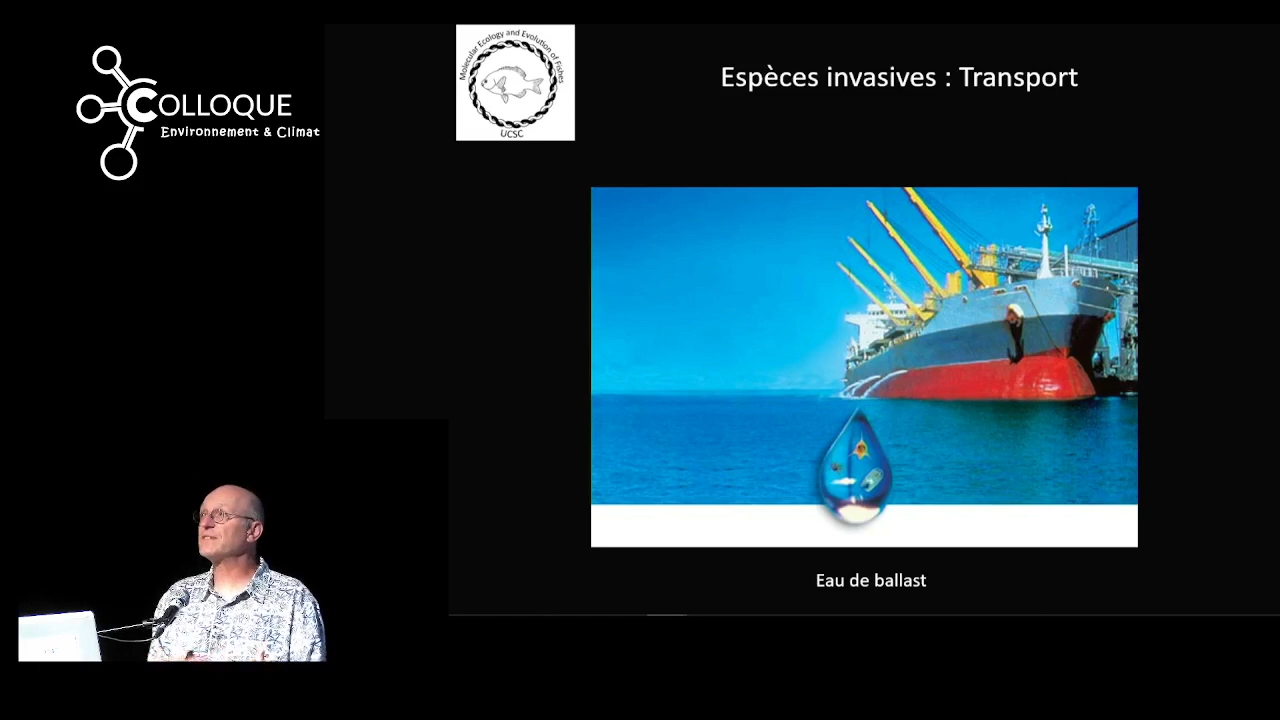 COLLOQUE
Environnement & Climat
Molecular Ecology and Evolution of Fishes
UCSC
Espèces invasives : Transport
Eau de ballast